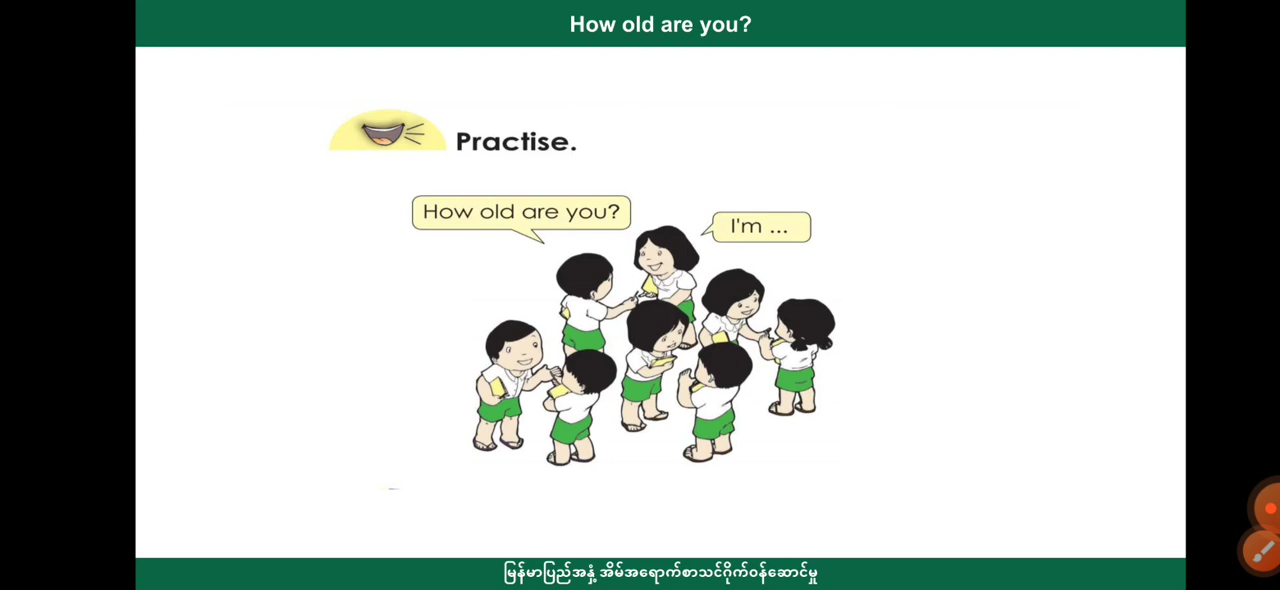 How old are you?
Practise.
How old are you?
I'm ...
မြန်မာပြည်အနှံ့ အိမ်အရောက်စာသင်ဂိုက်ဝန်ဆောင်မှု